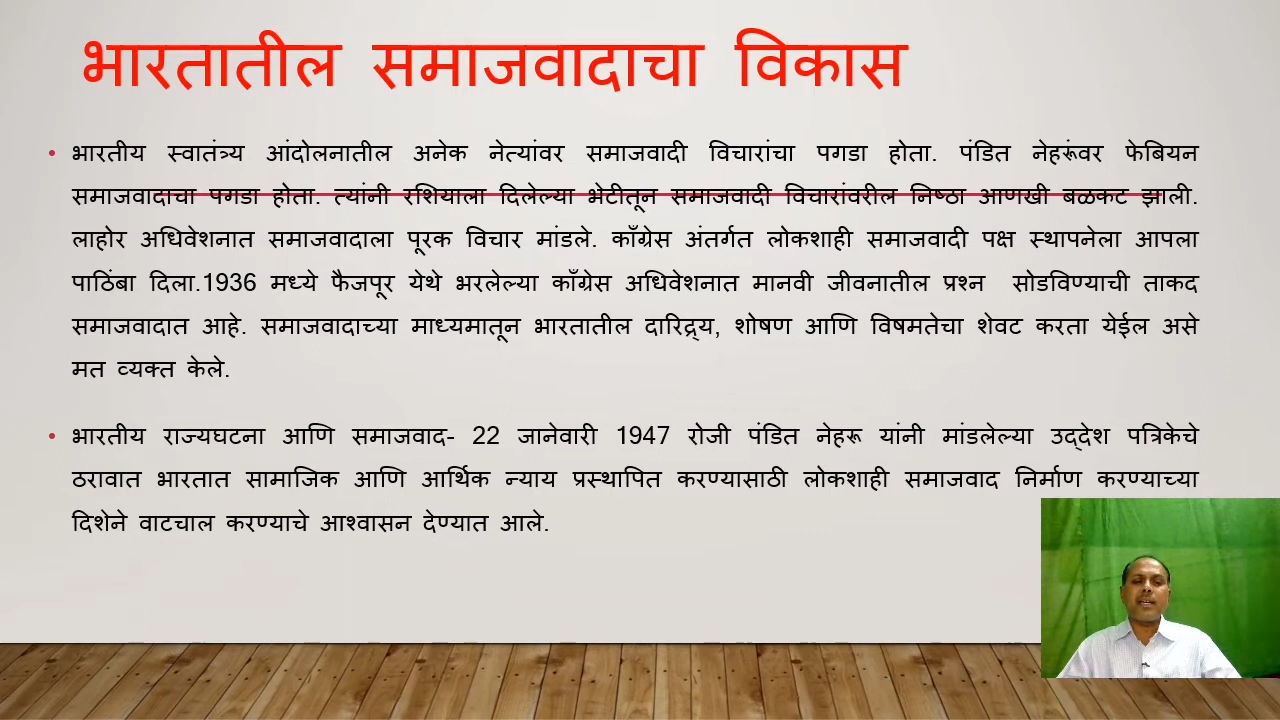 भारतातील समाजवादाचा विकास
• भारतीय स्वातंत्र्य आंदोलनातील अनेक नेत्यांवर समाजवादी विचारांचा पगडा होता. पंडित नेहरूंवर फेबियन
समाजवादाचा पगडा होता. त्यांनी रशियाला दिलेल्या भेटीतून समाजवादी विचारांवरील निष्ठा आणखी बळकट झाली.
लाहोर अधिवेशनात समाजवादाला पूरक विचार मांडले. काँग्रेस अंतर्गत लोकशाही समाजवादी पक्ष स्थापनेला आपला
पाठिंबा दिला.1936 मध्ये फैजपूर येथे भरलेल्या काँग्रेस अधिवेशनात मानवी जीवनातील प्रश्न सोडविण्याची ताकद
समाजवादात आहे. समाजवादाच्या माध्यमातून भारतातील दारिद्र्य, शोषण आणि विषमतेचा शेवट करता येईल असे
मत व्यक्त केले.
• भारतीय राज्यघटना आणि समाजवाद- 22 जानेवारी 1947 रोजी पंडित नेहरू यांनी मांडलेल्या उद्देश पत्रिकेचे
ठरावात भारतात सामाजिक आणि आर्थिक न्याय प्रस्थापित करण्यासाठी लोकशाही समाजवाद निर्माण करण्याच्या
दिशेने वाटचाल करण्याचे आश्वासन देण्यात आले.